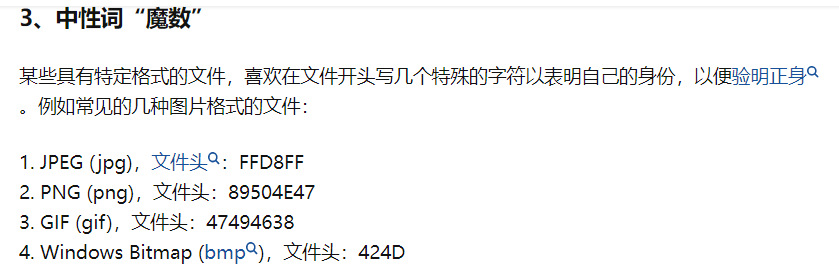 3、中性词“魔数”
某些具有特定格式的文件，喜欢在文件开头写几个特殊的字符以表明自己的身份，以便验明正身
。例如常见的几种图片格式的文件：
1. JPEG (jpg)，文件头：FFD8FF
2. PNG (png)，文件头：89504E47
3. GIF (gif)，文件头：47494638
4. Windows Bitmap (bmp)，文件头：424D